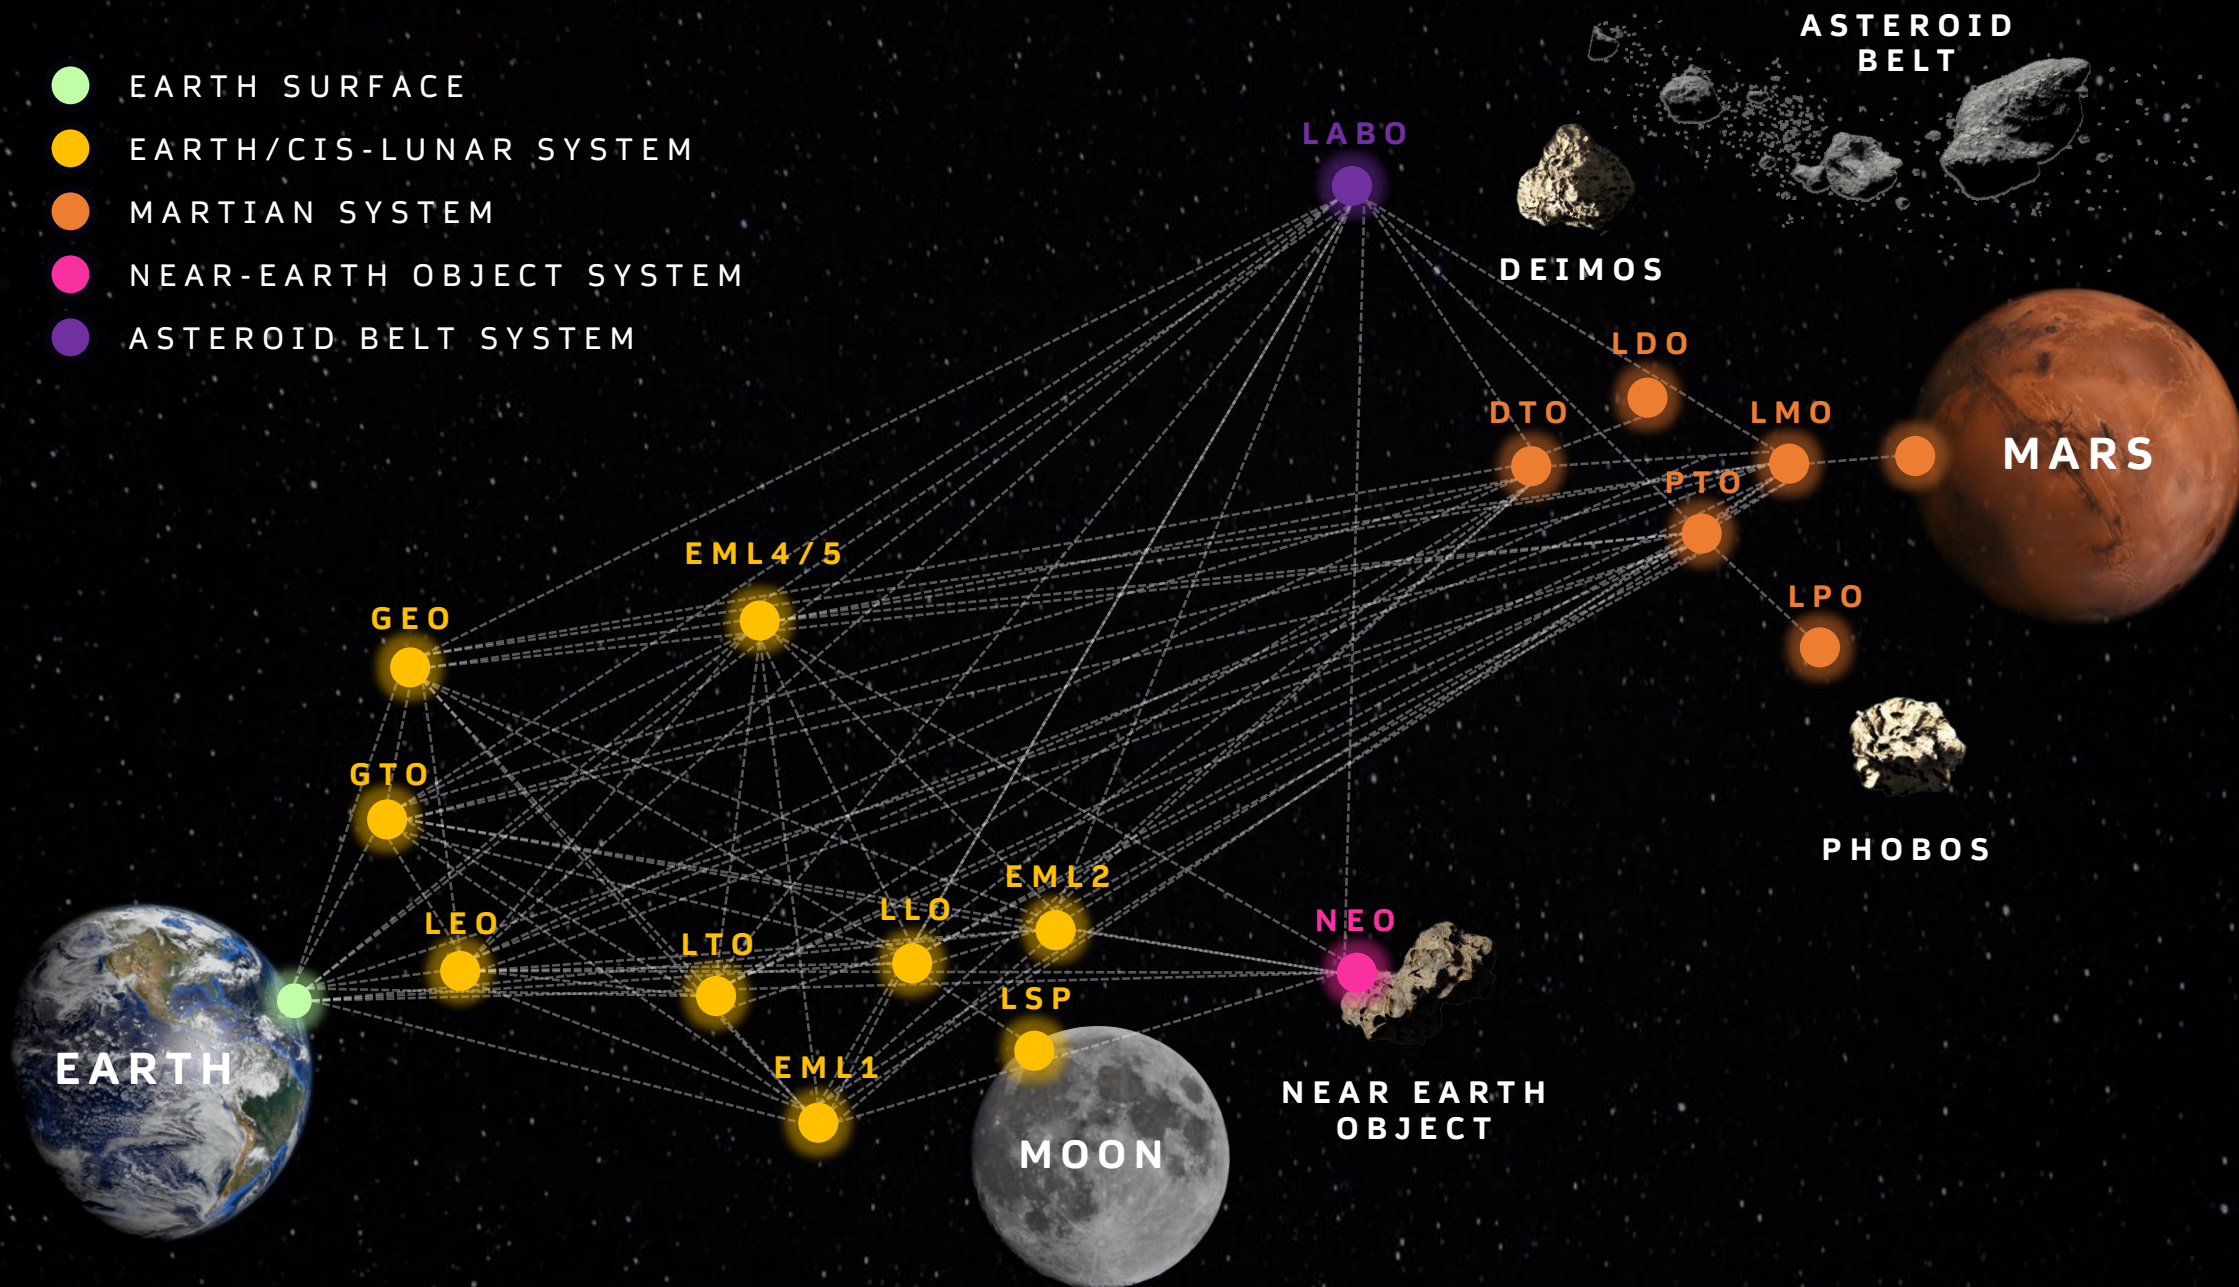 ASTEROID
BELT
EARTH SURFACE
EARTH/CIS-LUNAR SYSTEM
MARTIAN SYSTEM
NEAR-EARTH OBJECT SYSTEM
ASTEROID BELT SYSTEM
LABO
DEIMOS
LDO
DTO
LMO
MARS
PTO
EML4/5
LPO
GEO
GTO
PHOBOS
EML2
LLO
LEO
NEO
LTO
LSP
EML1
EARTH
NEAR EARTH
OBJECT
MOON